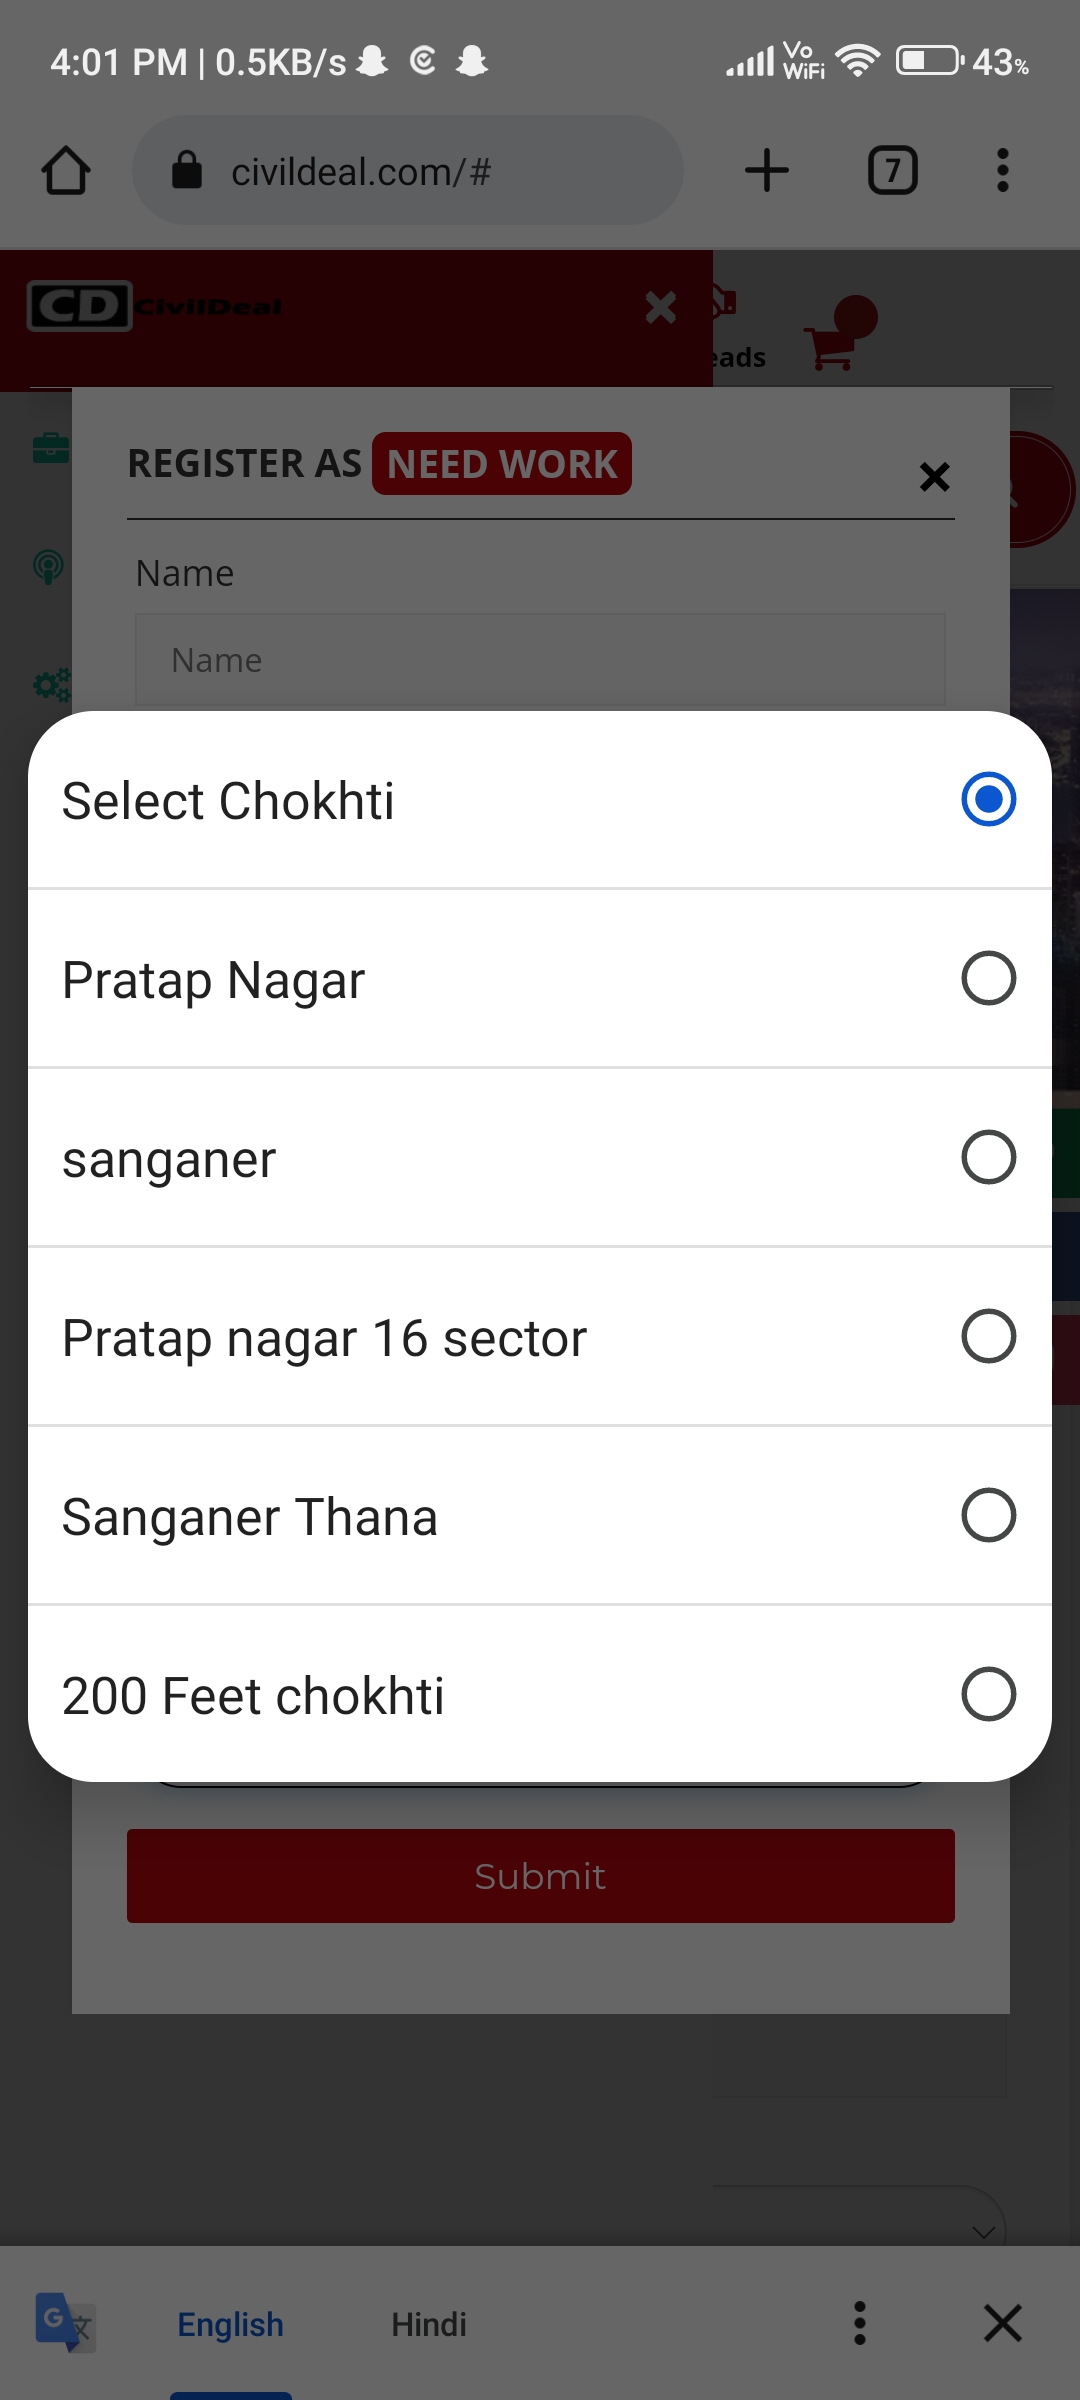 4:01 PM | 0.5KB/s
Vo
WiFi
43%
civildeal.com/#
7
CD CivilDeal
eads
REGISTER AS NEED WORK
Name
Name
Select Chokhti
Pratap Nagar
sanganer
Pratap nagar 16 sector
Sanganer Thana
200 Feet chokhti
Submit
G 文
English
Hindi